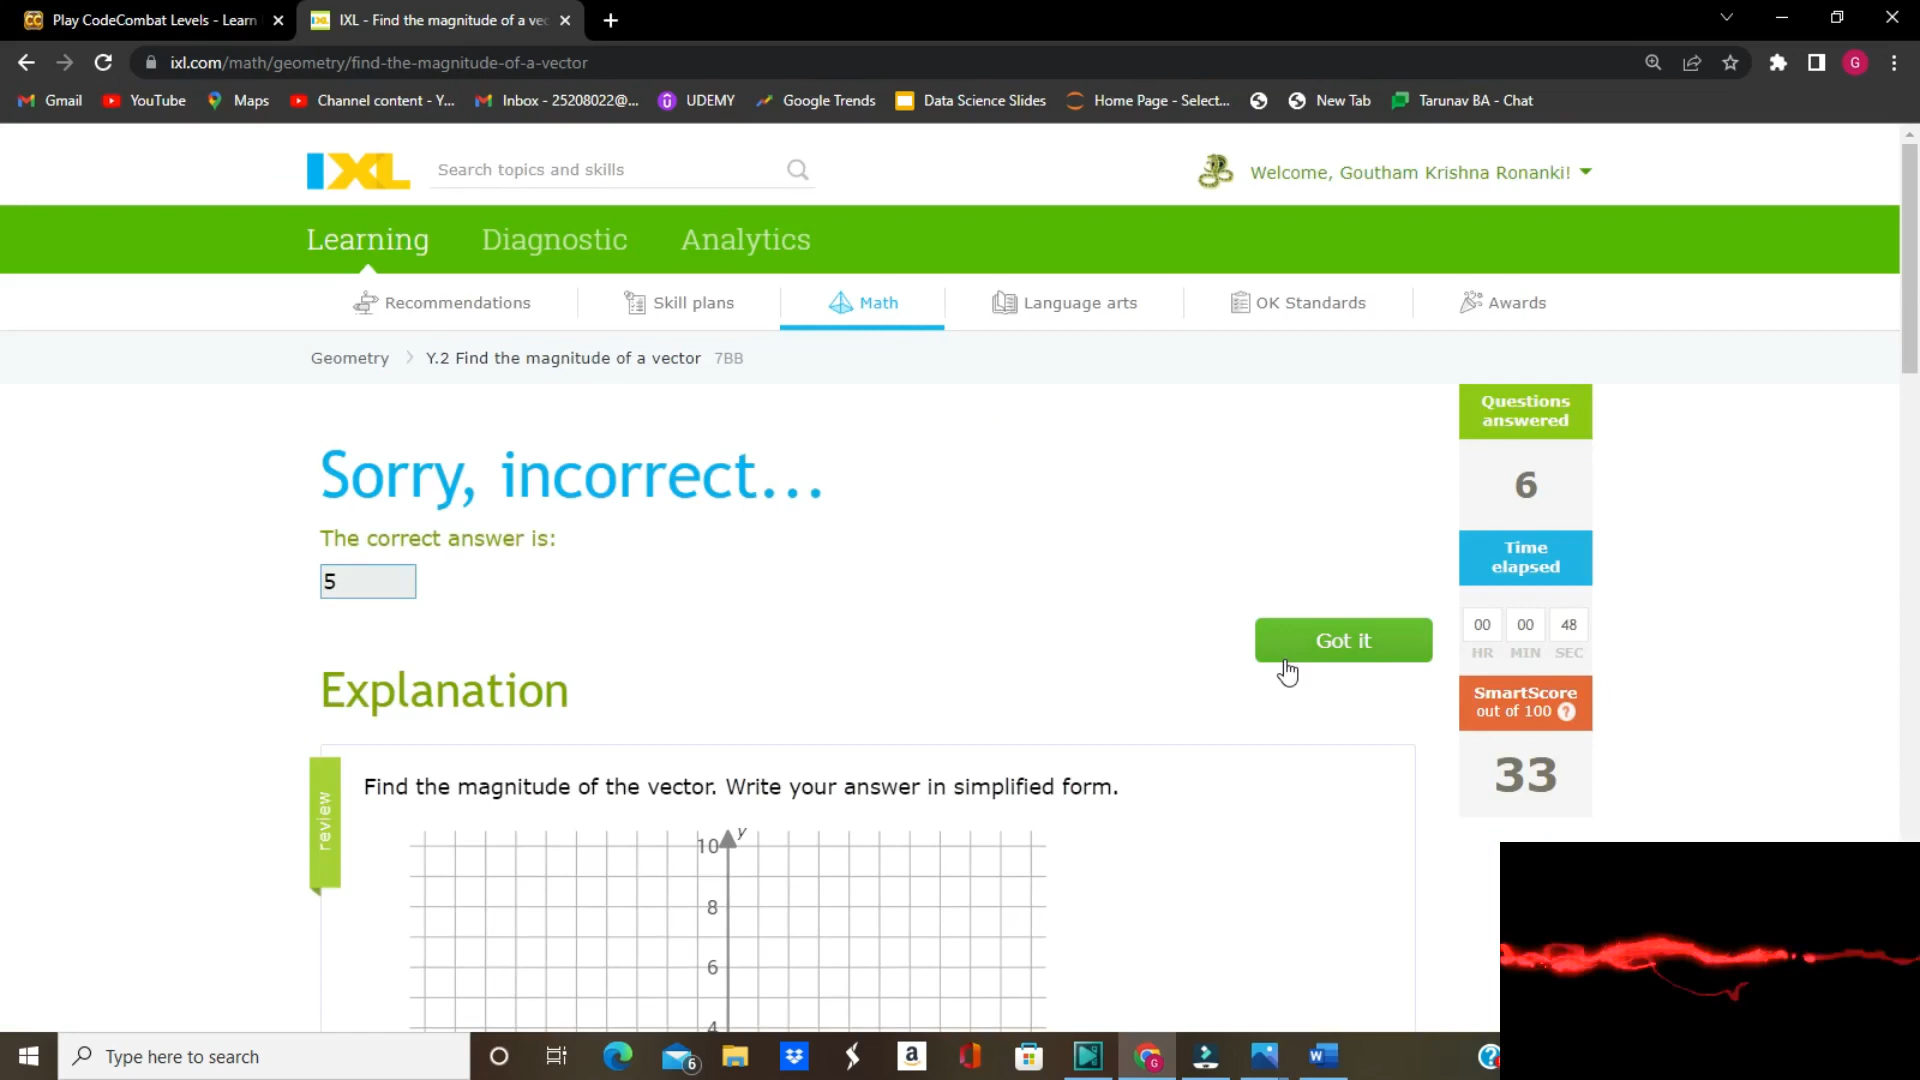 Play CodeCombat Levels - Learn
IXL - Find the magnitude of a vec
ixl.com/math/geometry/find-the-magnitude-of-a-vector
G
Gmail
YouTube
Maps
Channel content - Y...
Inbox - 25208022@...
UDEMY
Google Trends
Data Science Slides
Home Page - Select...
New Tab
Tarunav BA - Chat
IXL
Search topics and skills
Welcome, Goutham Krishna Ronanki!
Learning
Diagnostic
Analytics
Recommendations
Skill plans
Math
Language arts
OK Standards
Awards
Geometry
Y.2 Find the magnitude of a vector 7BB
Sorry, incorrect...
The correct answer is:
5
Got it
Questions
answered
6
Time
elapsed
00 00 48
HR MIN SEC
SmartScore
out of 100 ?
33
Explanation
review
Find the magnitude of the vector. Write your answer in simplified form.
y
10
8
6
4
Type here to search
6